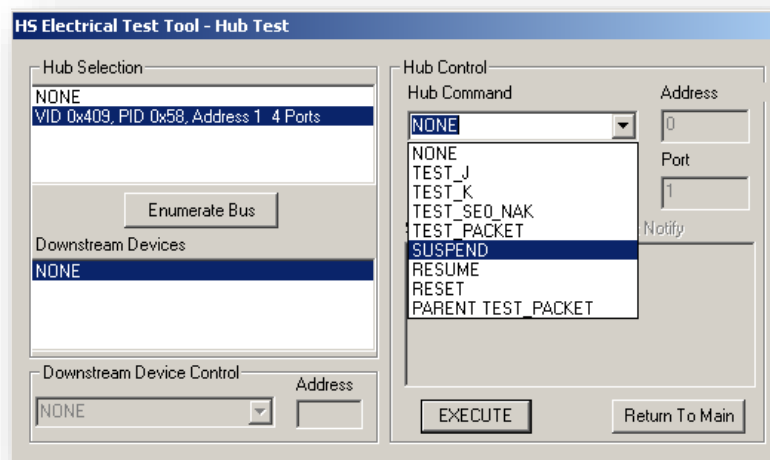 HS Electrical Test Tool - Hub Test
Hub Selection
NONE
VID 0x409, PID 0x58, Address 1 4 Ports
Enumerate Bus
Downstream Devices
NONE
Downstream Device Control
Address
NONE
Hub Control
Hub Command
Address
NONE
0
NONE
TEST_J
TEST_K
TEST_SE0_NAK
TEST_PACKET
SUSPEND
RESUME
RESET
PARENT TEST_PACKET
Port
1
Notify
EXECUTE
Return To Main